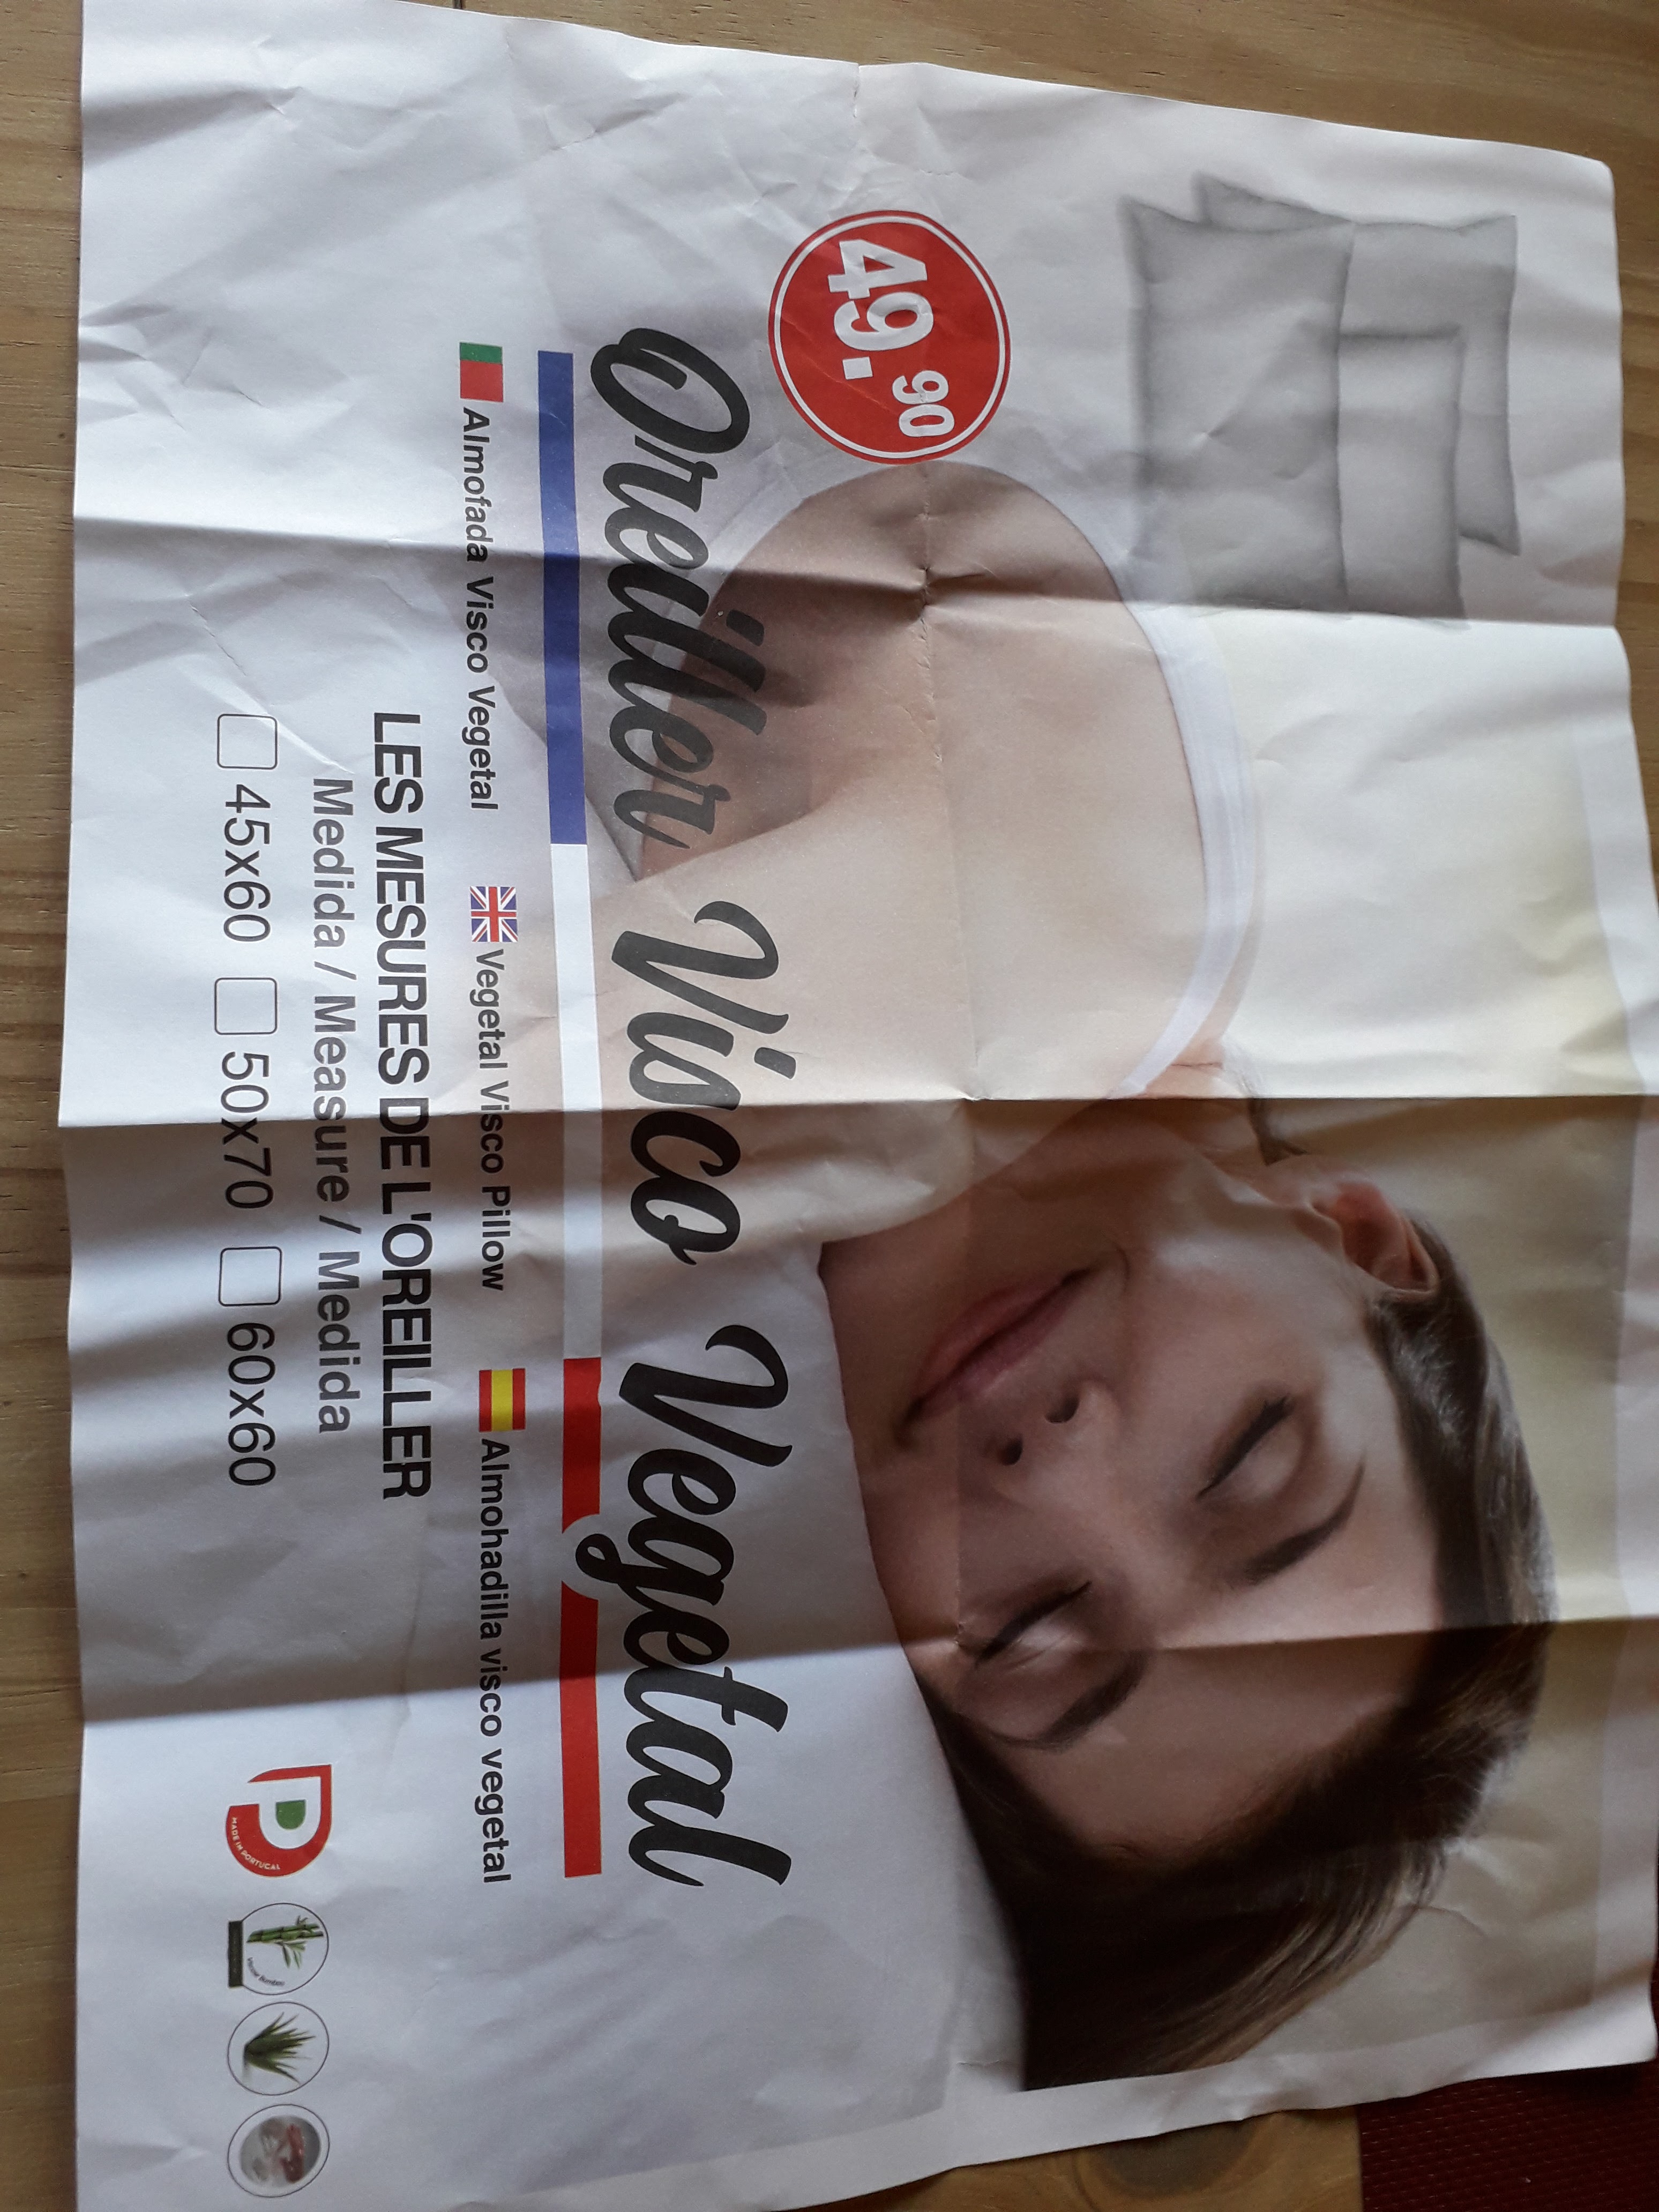 49.90
Oreiller Visco Vegetal
Almofada Visco Vegetal
Vegetal Visco Pillow
Almohadilla visco vegetal
LES MESURES DE L'OREILLER
Medida / Measure / Medida
45x60 50x70 60x60
MADE IN PORTUGAL